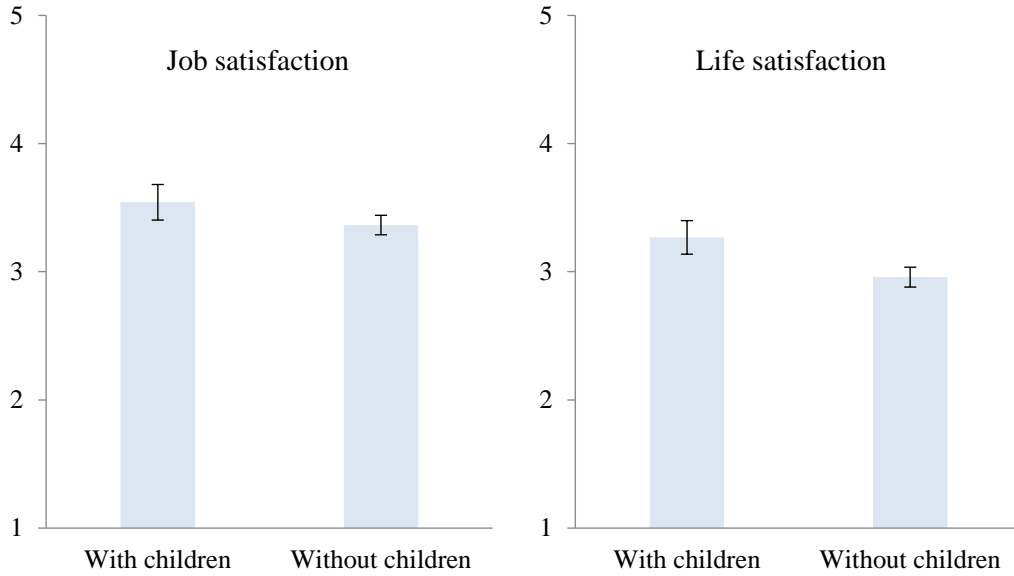 Job satisfaction
5
4
3
2
1
With children
Without children
Life satisfaction
5
4
3
2
1
With children
Without children